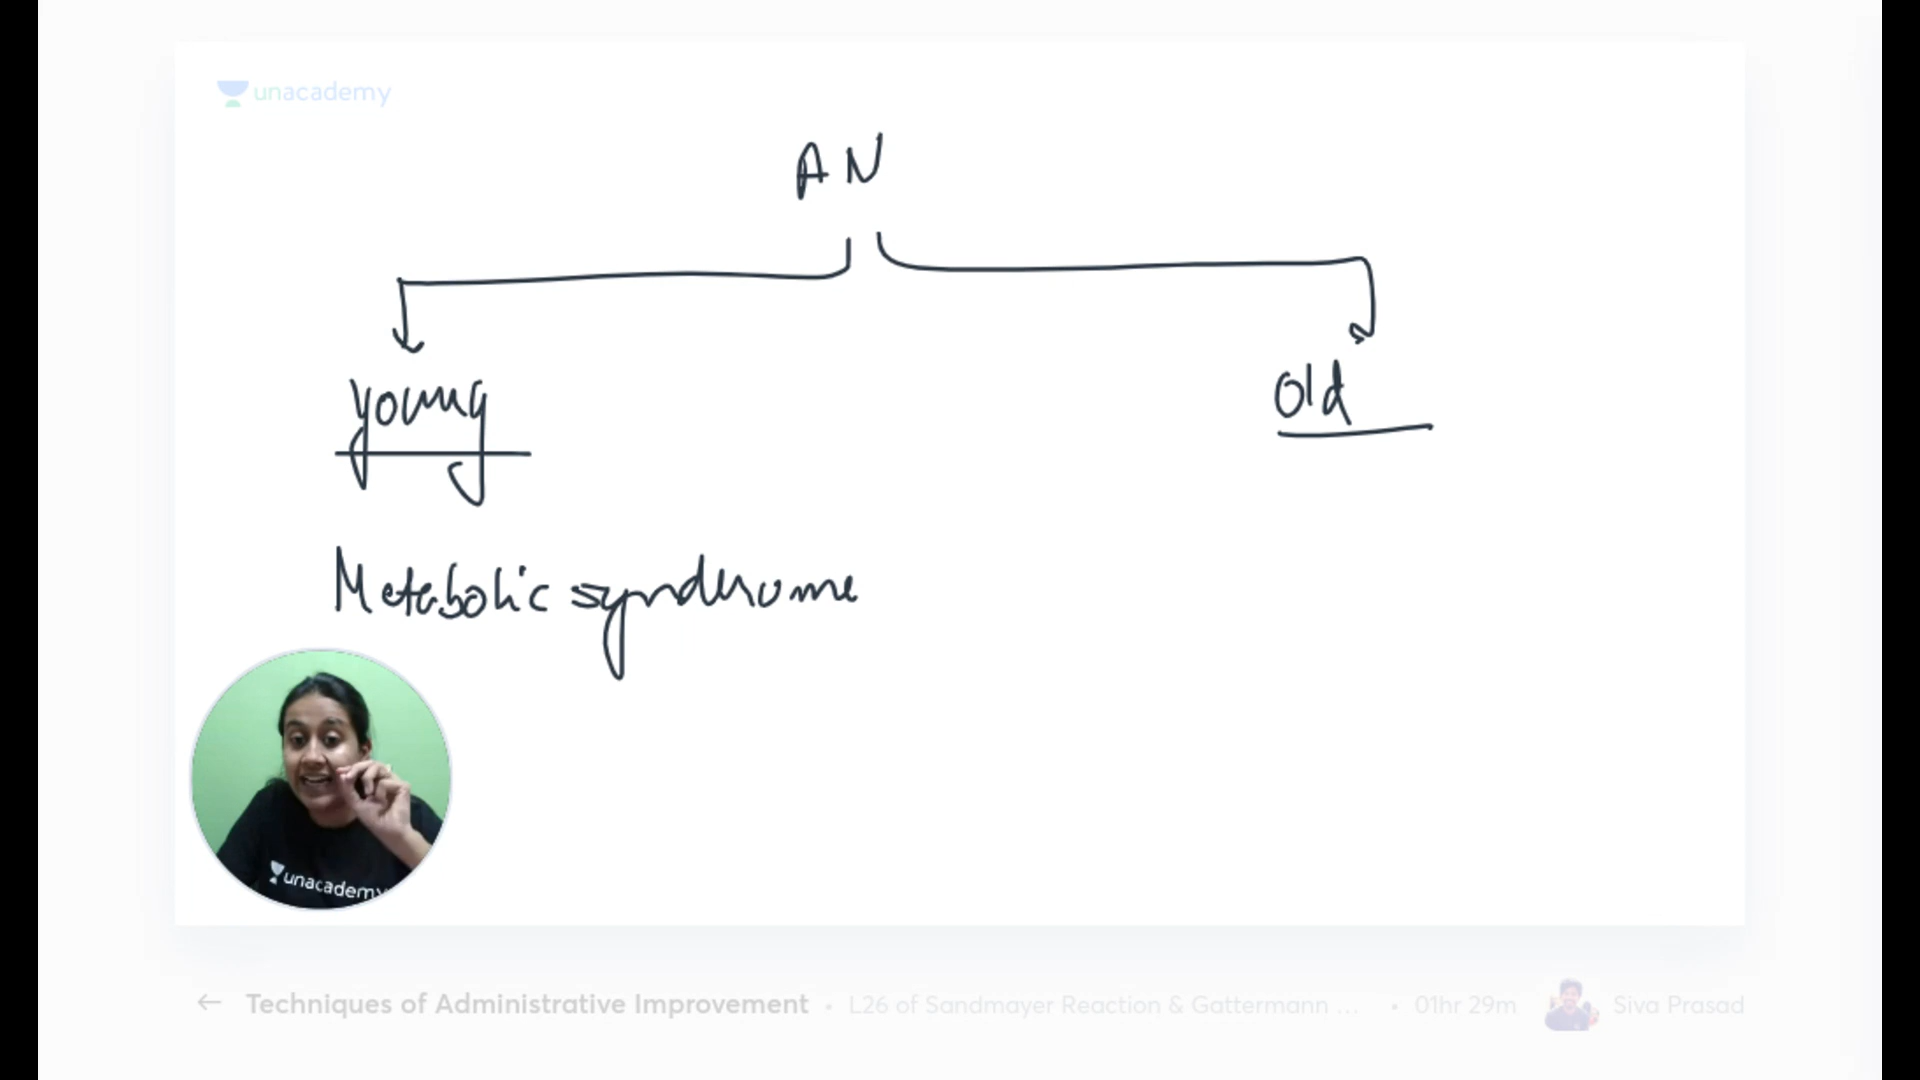 unacademy
AN
young
old
Metabolic synderome
unacademy
← Techniques of Administrative Improvement • L26 of Sandmayer Reaction & Gattermann ... • 01hr 29m Siva Prasad